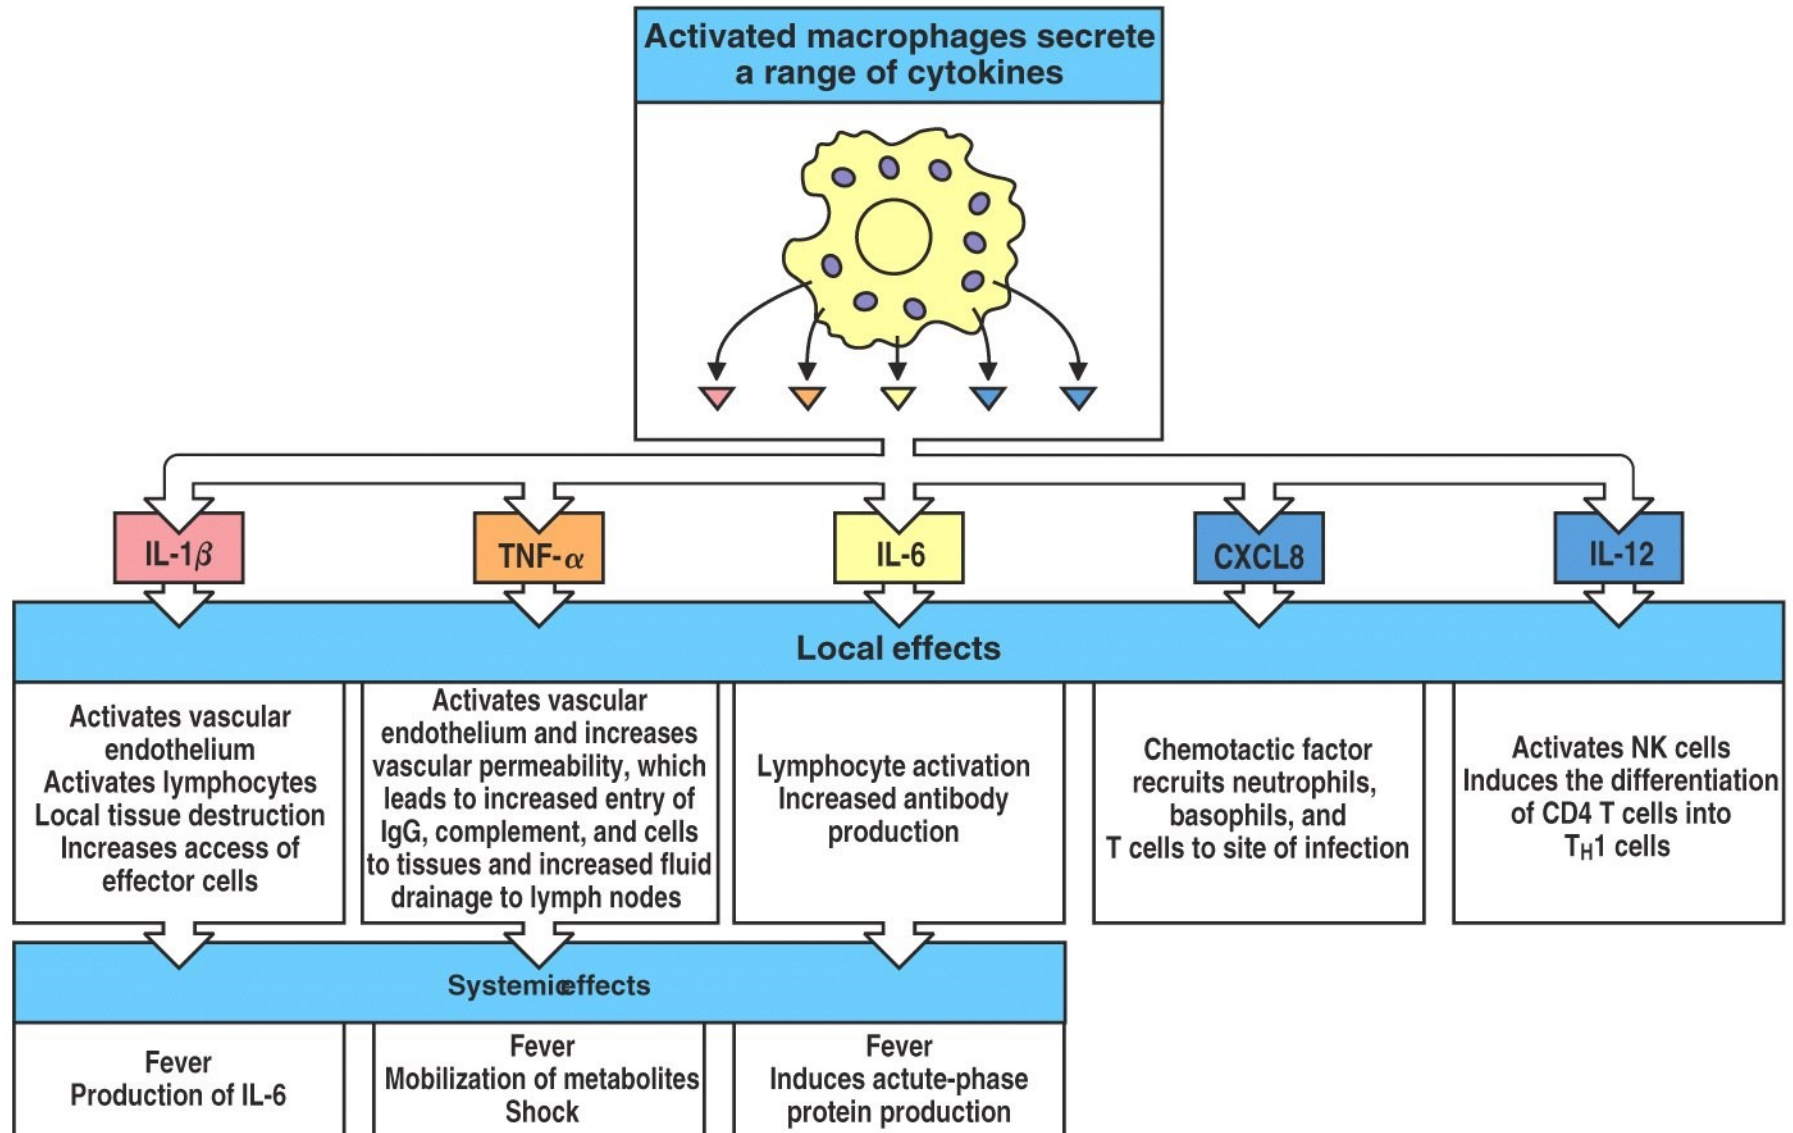 Activated macrophages secrete
a range of cytokines
IL-1β
TNF-α
IL-6
CXCL8
IL-12
Local effects
Activates vascular
endothelium
Activates lymphocytes
Local tissue destruction
Increases access of
effector cells
Activates vascular
endothelium and increases
vascular permeability, which
leads to increased entry of
IgG, complement, and cells
to tissues and increased fluid
drainage to lymph nodes
Lymphocyte activation
Increased antibody
production
Chemotactic factor
recruits neutrophils,
basophils, and
T cells to site of infection
Activates NK cells
Induces the differentiation
of CD4 T cells into
TH1 cells
Systemic effects
Fever
Production of IL-6
Fever
Mobilization of metabolites
Shock
Fever
Induces actute-phase
protein production